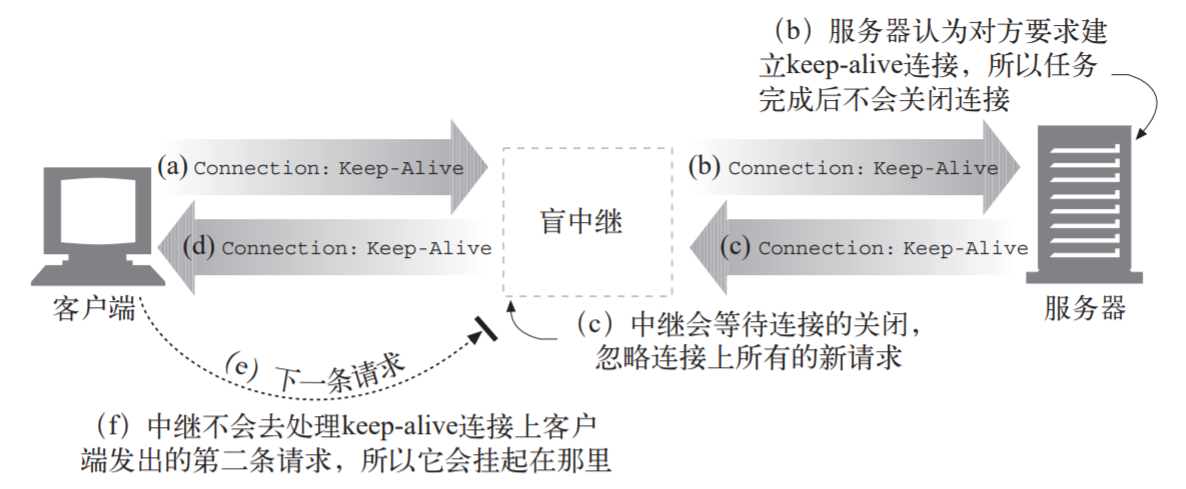 （b）服务器认为对方要求建
立keep-alive连接，所以任务
完成后不会关闭连接
(a) Connection: Keep-Alive
(b) Connection: Keep-Alive
盲中继
(d) Connection: Keep-Alive
(c) Connection: Keep-Alive
客户端
服务器
（c）中继会等待连接的关闭，
忽略连接上所有的新请求
（e）下一条请求
（f）中继不会去处理keep-alive连接上客户
端发出的第二条请求，所以它会挂起在那里